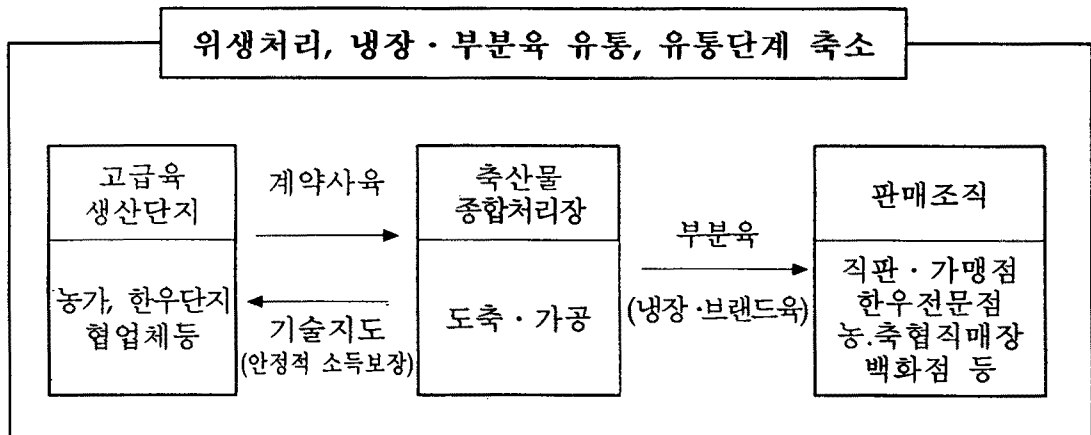 위생처리, 냉장 · 부분육 유통, 유통단계 축소
고급육
생산단지
농가, 한우단지
협업체등
계약사육
기술지도
(안정적 소득보장)
축산물
종합처리장
도축 · 가공
부분육
(냉장 · 브랜드육)
판매조직
직판 · 가맹점
한우전문점
농.축협직매장
백화점 등